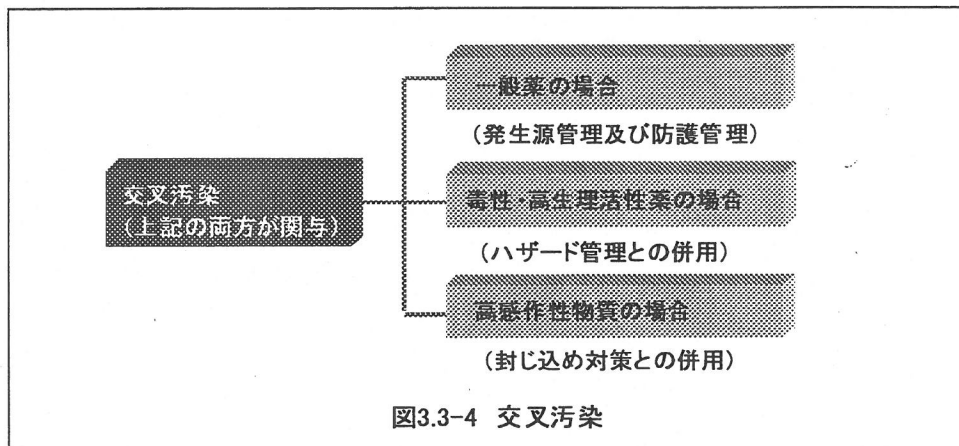 一般薬の場合
(発生源管理及び防護管理)
交叉汚染
(上記の両方が関与)
毒性・高生理活性薬の場合
(ハザード管理との併用)
高感作性物質の場合
(封じ込め対策との併用)
図3.3-4 交叉汚染